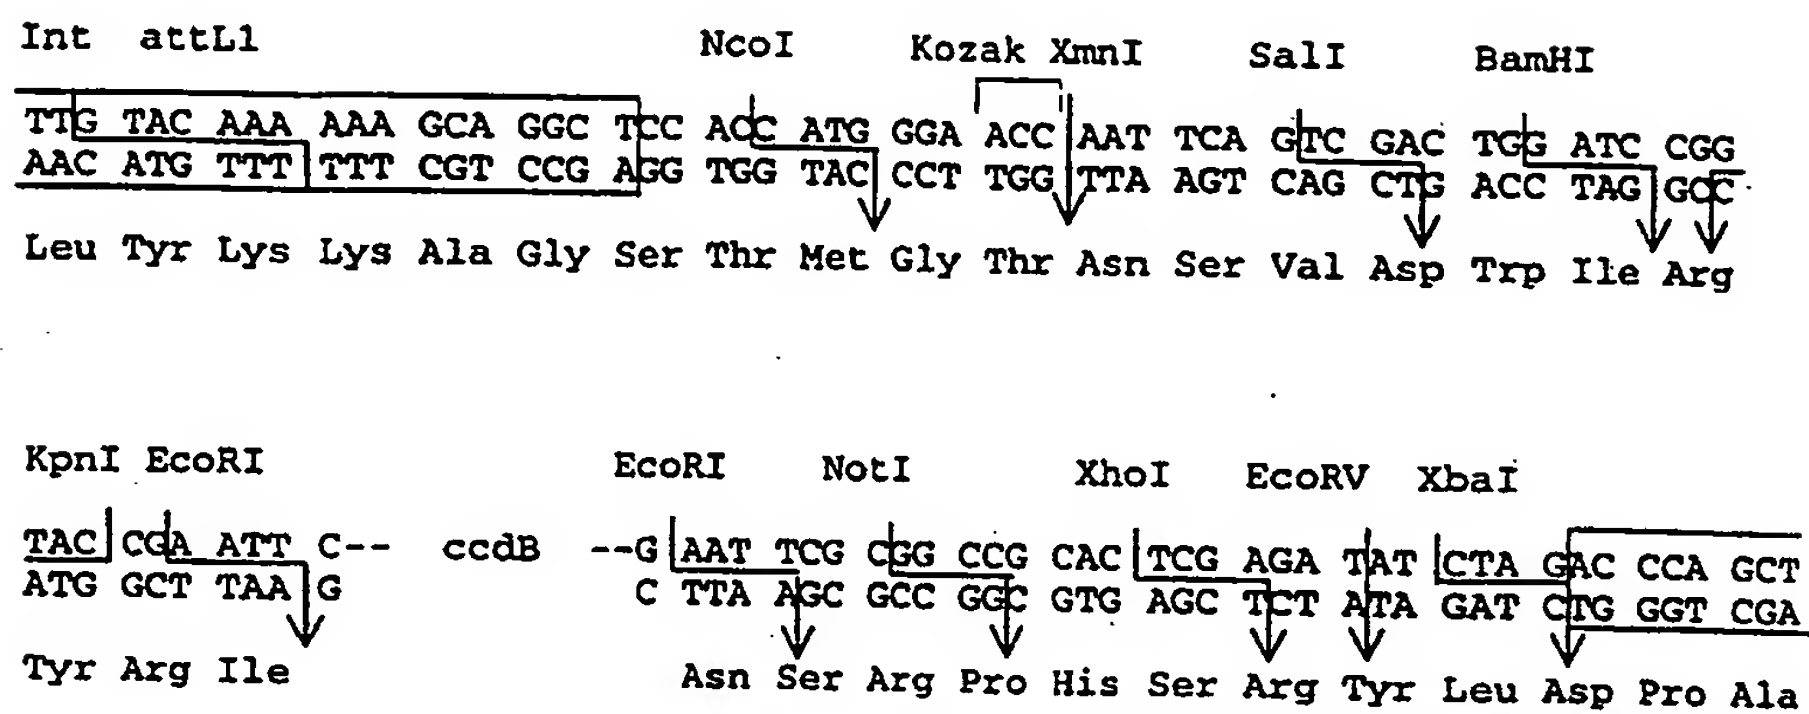 Int attL1 NcoI Kozak XmnI SalI BamHI
TTG TAC AAA AAA GCA GGC TCC ACC ATG GGA ACC AAT TCA GTC GAC TGG ATC CGG
AAC ATG TTT TTT CGT CCG AGG TGG TAC CCT TGG TTA AGT CAG CTG ACC TAG GCC
Leu Tyr Lys Lys Ala Gly Ser Thr Met Gly Thr Asn Ser Val Asp Trp Ile Arg
KpnI EcoRI EcoRI NotI XhoI EcoRV XbaI
TAC CGA ATT C-- ccdB --G AAT TCG CGG CCG CAC TCG AGA TAT CTA GAC CCA GCT
ATG GCT TAA G C TTA AGC GCC GGC GTG AGC TCT ATA GAT CTG GGT CGA
Tyr Arg Ile Asn Ser Arg Pro His Ser Arg Tyr Leu Asp Pro Ala